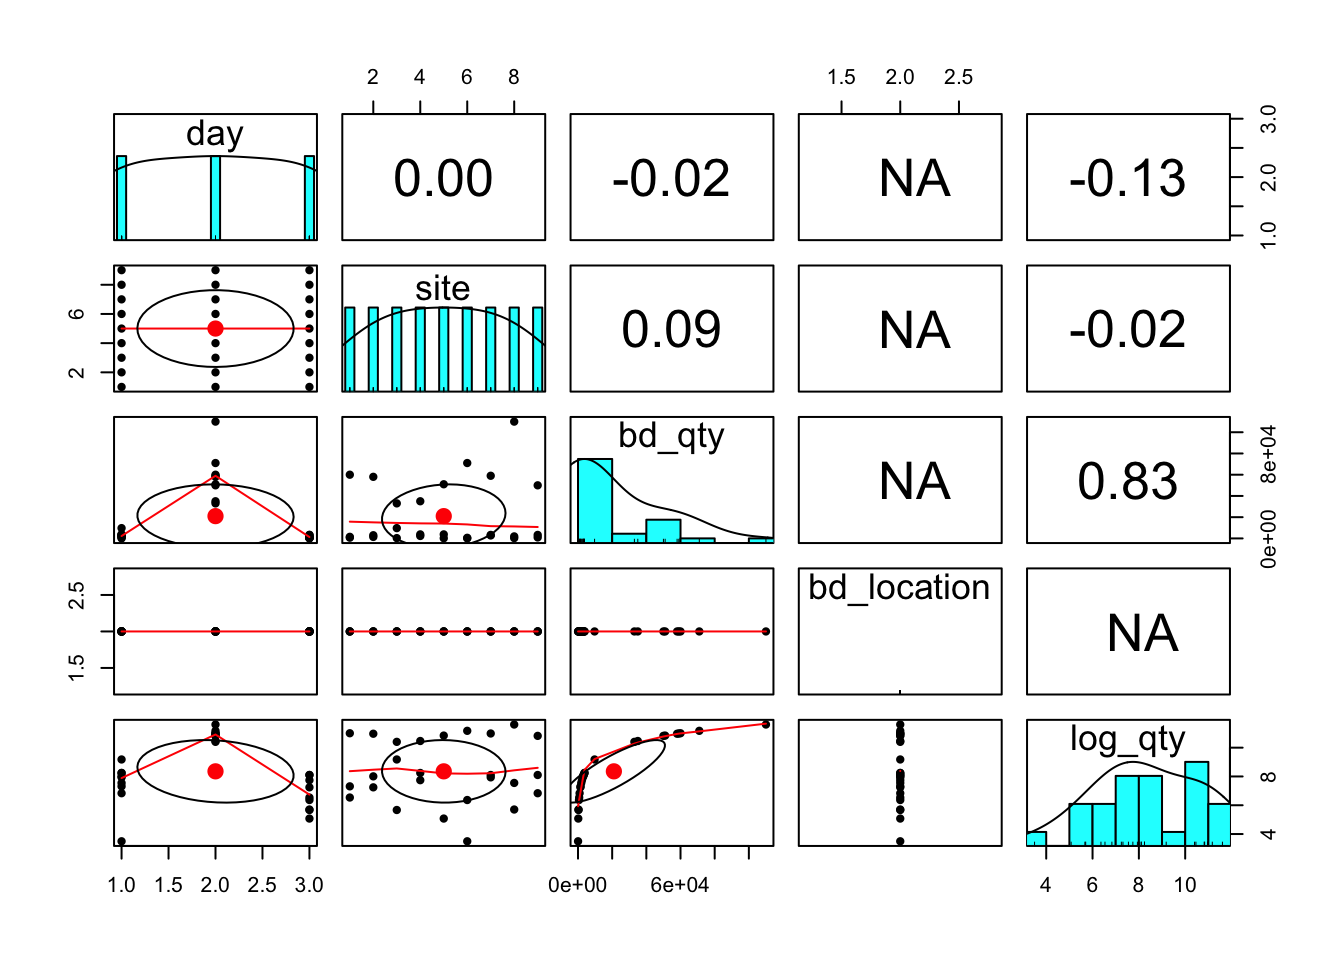 2 4 6 8
1.5 2.0 2.5
day
0.00
-0.02
NA
-0.13
1.0 2.0 3.0
2 6
site
0.09
NA
-0.02
bd_qty
NA
0.83
0e+00 8e+04
1.5 2.5
bd_location
NA
log_qty
4 8
1.0 1.5 2.0 2.5 3.0
0e+00 6e+04
4 6 8 10